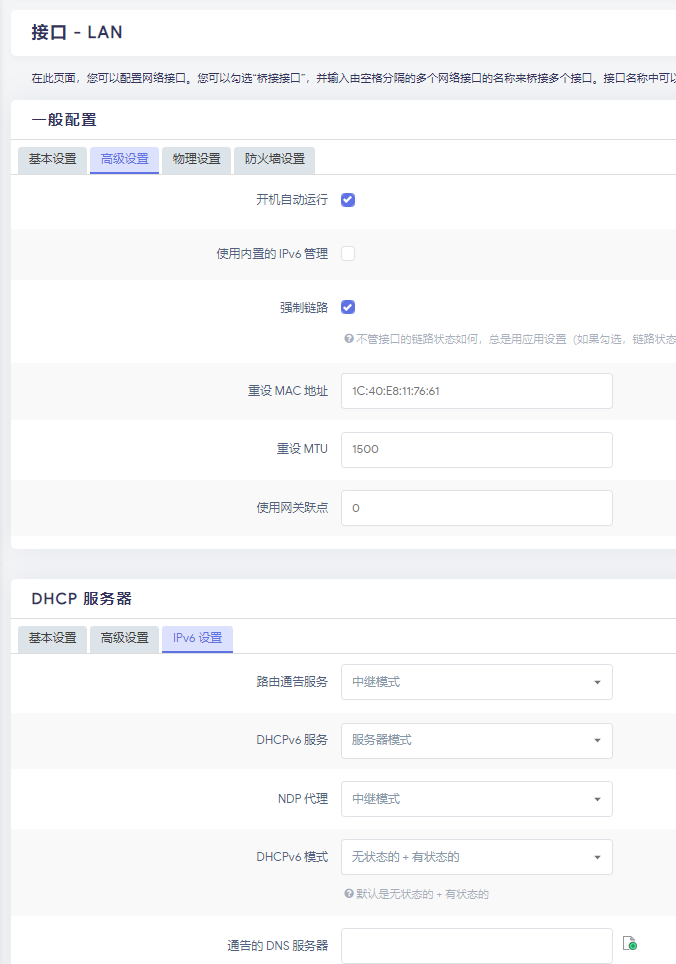 接口 - LAN
在此页面，您可以配置网络接口。您可以勾选“桥接接口”，并输入由空格分隔的多个网络接口的名称来桥接多个接口。接口名称中可以
一般配置
基本设置 高级设置 物理设置 防火墙设置
开机自动运行
使用内置的 IPv6 管理
强制链路
不管接口的链路状态如何，总是用应用设置（如果勾选，链路状态
重设 MAC 地址 1C:40:E8:11:76:61
重设 MTU 1500
使用网关跃点 0
DHCP 服务器
基本设置 高级设置 IPv6 设置
路由通告服务 中继模式
DHCPv6 服务 服务器模式
NDP 代理 中继模式
DHCPv6 模式 无状态的 + 有状态的
默认是无状态的 + 有状态的
通告的 DNS 服务器